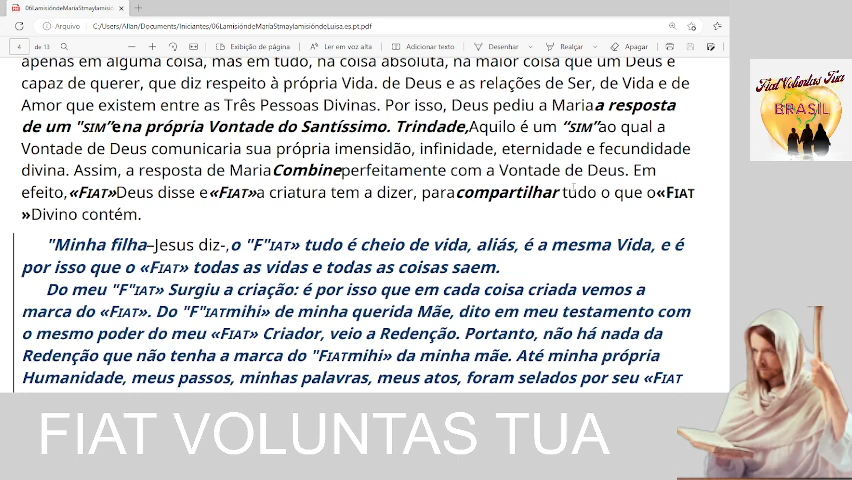 06LamisióndeMaríaStmaylamisióndeLuisa.es.pt.pdf
Arquivo C:/Users/Allan/Documents/Iniciantes/06LamisióndeMaríaStmaylamisióndeLuisa.es.pt.pdf
4 de 13 Exibição de página Ler em voz alta Adicionar texto Desenhar Realçar Apagar
apenas em alguma coisa, mas em tudo, na coisa absoluta, na maior coisa que um Deus é
capaz de querer, que diz respeito à própria Vida. de Deus e as relações de Ser, de Vida e de
Amor que existem entre as Três Pessoas Divinas. Por isso, Deus pediu a Mariaa resposta
de um "SIM"ena própria Vontade do Santíssimo. Trindade,Aquilo é um “SIM”ao qual a
Vontade de Deus comunicaria sua própria imensidão, infinidade, eternidade e fecundidade
divina. Assim, a resposta de MariaCombineperfeitamente com a Vontade de Deus. Em
efeito,«FIAT»Deus disse e«FIAT»a criatura tem a dizer, paracompartilhar tudo o que o«FIAT
»Divino contém.
"Minha filha–Jesus diz-,o "F"IAT» tudo é cheio de vida, aliás, é a mesma Vida, e é
por isso que o «FIAT» todas as vidas e todas as coisas saem.
Do meu "F"IAT» Surgiu a criação: é por isso que em cada coisa criada vemos a
marca do «FIAT». Do "F"IATmihi» de minha querida Mãe, dito em meu testamento com
o mesmo poder do meu «FIAT» Criador, veio a Redenção. Portanto, não há nada da
Redenção que não tenha a marca do "FIATmihi» da minha mãe. Até minha própria
Humanidade, meus passos, minhas palavras, meus atos, foram selados por seu «FIAT
Fiat Voluntas Tua
BRASIL
FIAT VOLUNTAS TUA